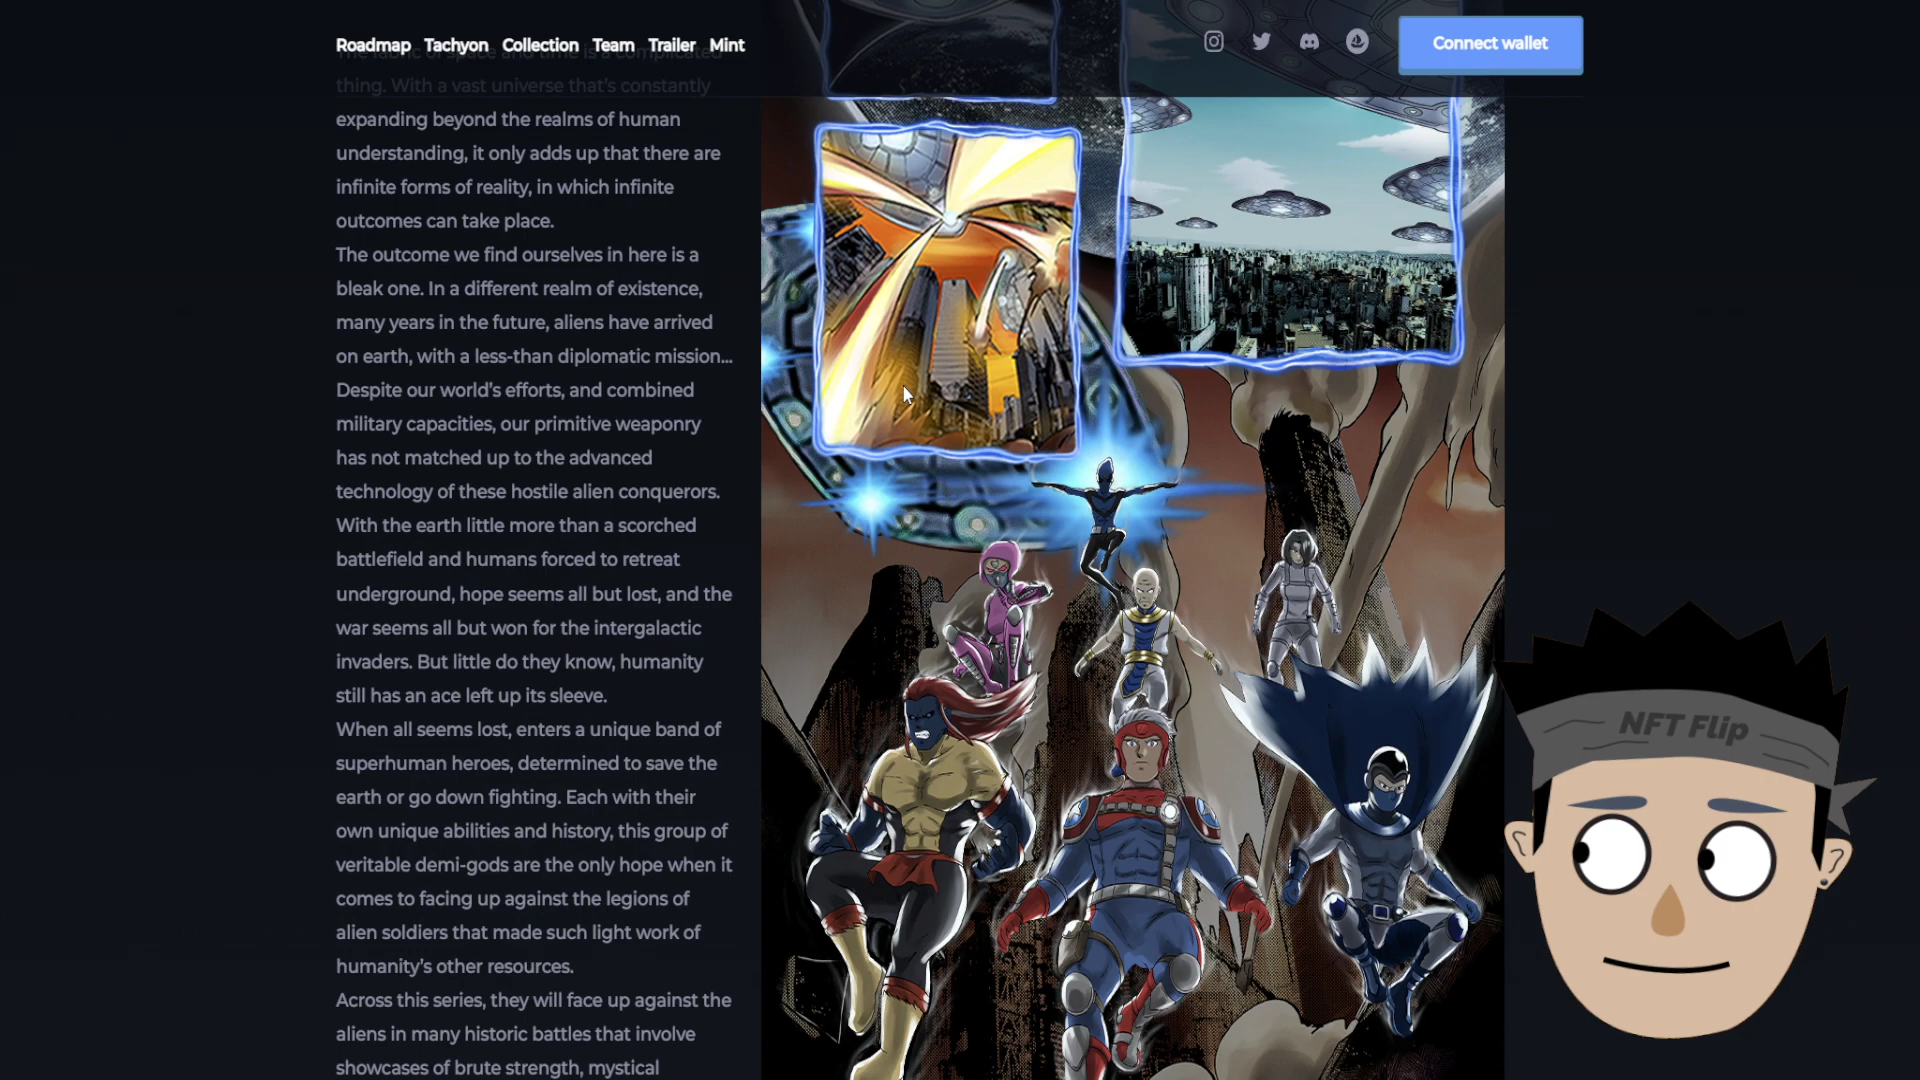 Roadmap Tachyon Collection Team Trailer Mint
Connect wallet
The fabric of space and time is a complicated
thing. With a vast universe that's constantly
expanding beyond the realms of human
understanding, it only adds up that there are
infinite forms of reality, in which infinite
outcomes can take place.
The outcome we find ourselves in here is a
bleak one. In a different realm of existence,
many years in the future, aliens have arrived
on earth, with a less-than diplomatic mission...
Despite our world's efforts, and combined
military capacities, our primitive weaponry
has not matched up to the advanced
technology of these hostile alien conquerors.
With the earth little more than a scorched
battlefield and humans forced to retreat
underground, hope seems all but lost, and the
war seems all but won for the intergalactic
invaders. But little do they know, humanity
still has an ace left up its sleeve.
When all seems lost, enters a unique band of
superhuman heroes, determined to save the
earth or go down fighting. Each with their
own unique abilities and history, this group of
veritable demi-gods are the only hope when it
comes to facing up against the legions of
alien soldiers that made such light work of
humanity's other resources.
Across this series, they will face up against the
aliens in many historic battles that involve
showcases of brute strength, mystical
NFT Flip